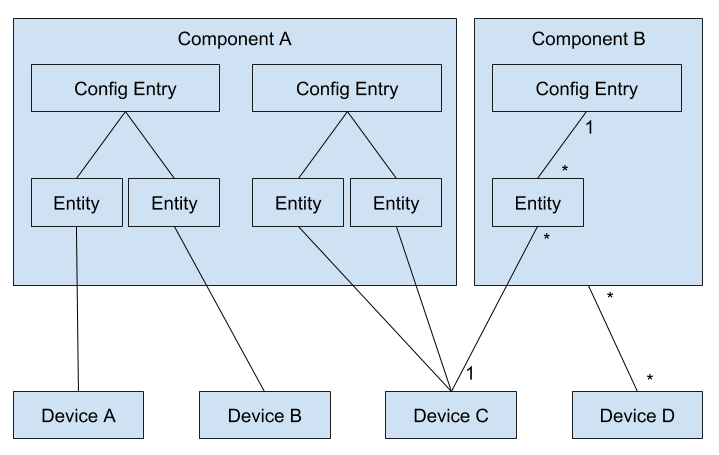 Component A
Component B
Config Entry
Config Entry
Config Entry
1
*
Entity
Entity
Entity
Entity
Entity
*
*
1
*
Device A
Device B
Device C
Device D